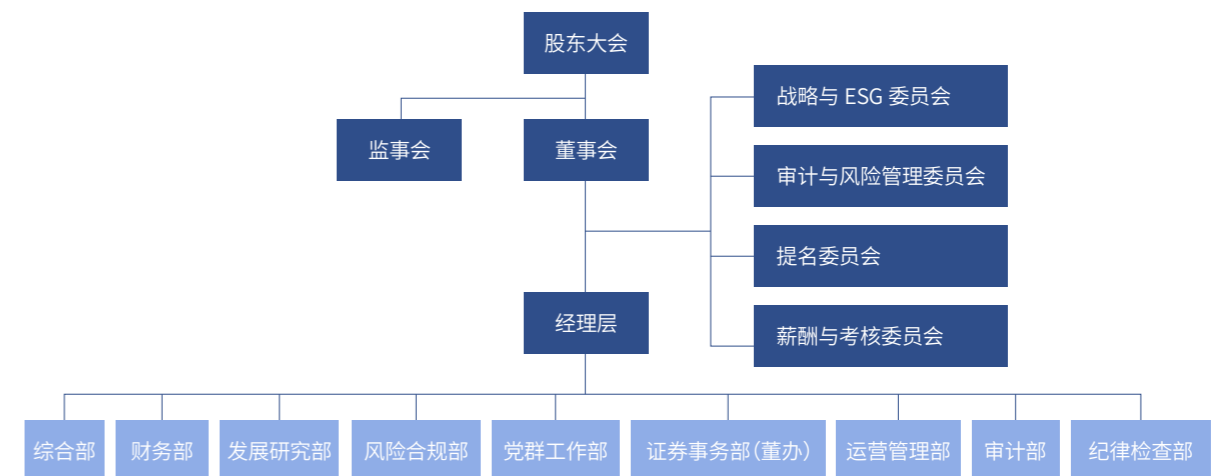 股东大会
监事会
董事会
战略与 ESG 委员会
审计与风险管理委员会
提名委员会
薪酬与考核委员会
经理层
综合部
财务部
发展研究部
风险合规部
党群工作部
证券事务部（董办）
运营管理部
审计部
纪律检查部